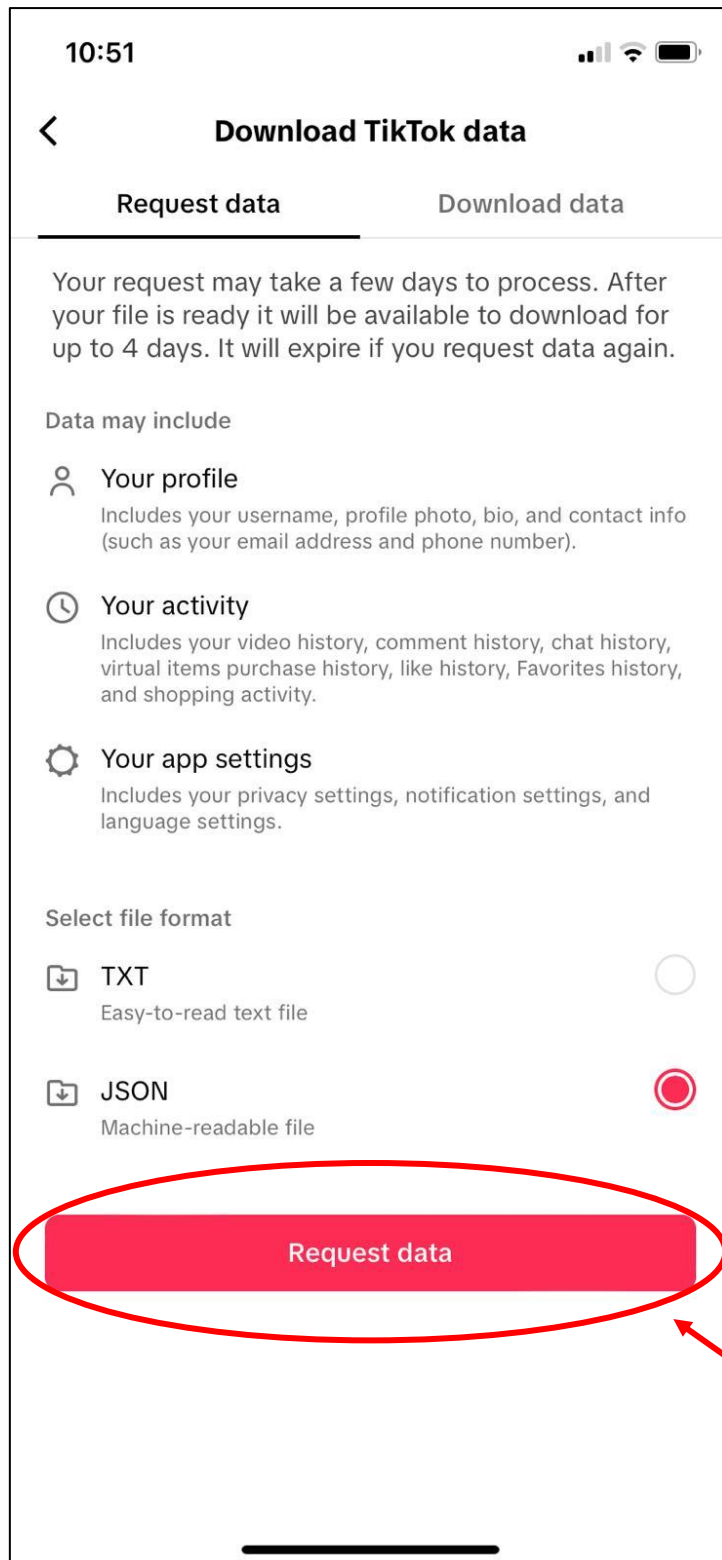 10:51
Download TikTok data
Request data
Download data
Your request may take a few days to process. After
your file is ready it will be available to download for
up to 4 days. It will expire if you request data again.
Data may include
Your profile
Includes your username, profile photo, bio, and contact info
(such as your email address and phone number).
Your activity
Includes your video history, comment history, chat history,
virtual items purchase history, like history, Favorites history,
and shopping activity.
Your app settings
Includes your privacy settings, notification settings, and
language settings.
Select file format
TXT
Easy-to-read text file
JSON
Machine-readable file
Request data